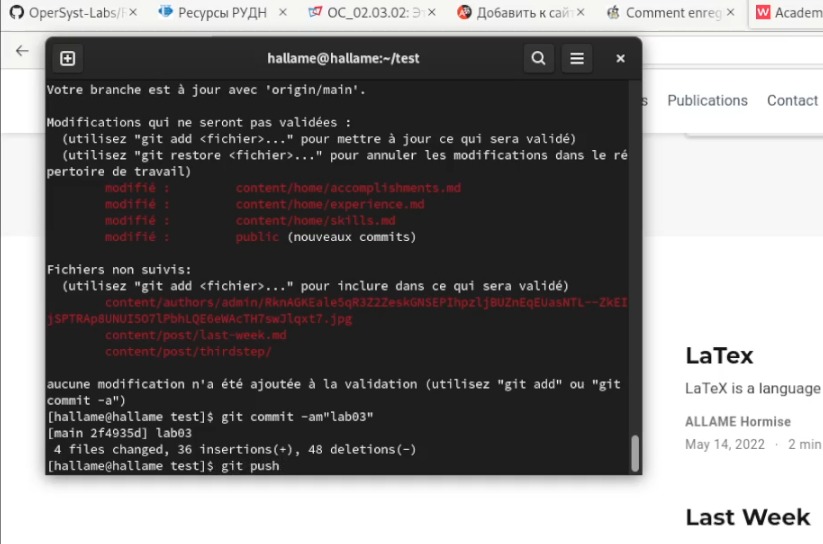 OperSyst-Labs/
Ресурсы РУДН
ОС_02.03.02: Эт
Добавить к сай
Comment enreg
Academ
hallame@hallame:~/test
s Publications Contact
Votre branche est à jour avec 'origin/main'.
Modifications qui ne seront pas validées :
(utilisez "git add <fichier>..." pour mettre à jour ce qui sera validé)
(utilisez "git restore <fichier>..." pour annuler les modifications dans le ré
pertoire de travail)
modifié : content/home/accomplishments.md
modifié : content/home/experience.md
modifié : content/home/skills.md
modifié : public (nouveaux commits)
Fichiers non suivis:
(utilisez "git add <fichier>..." pour inclure dans ce qui sera validé)
content/post/last-week.md
content/post/thirdstep/
aucune modification n'a été ajoutée à la validation (utilisez "git add" ou "git
commit -a")
[hallame@hallame test]$ git commit -am"lab03"
[main 2f4935d] lab03
4 files changed, 36 insertions(+), 48 deletions(-)
[hallame@hallame test]$ git push
LaTex
LaTeX is a language
ALLAME Hormise
May 14, 2022 · 2 min
Last Week